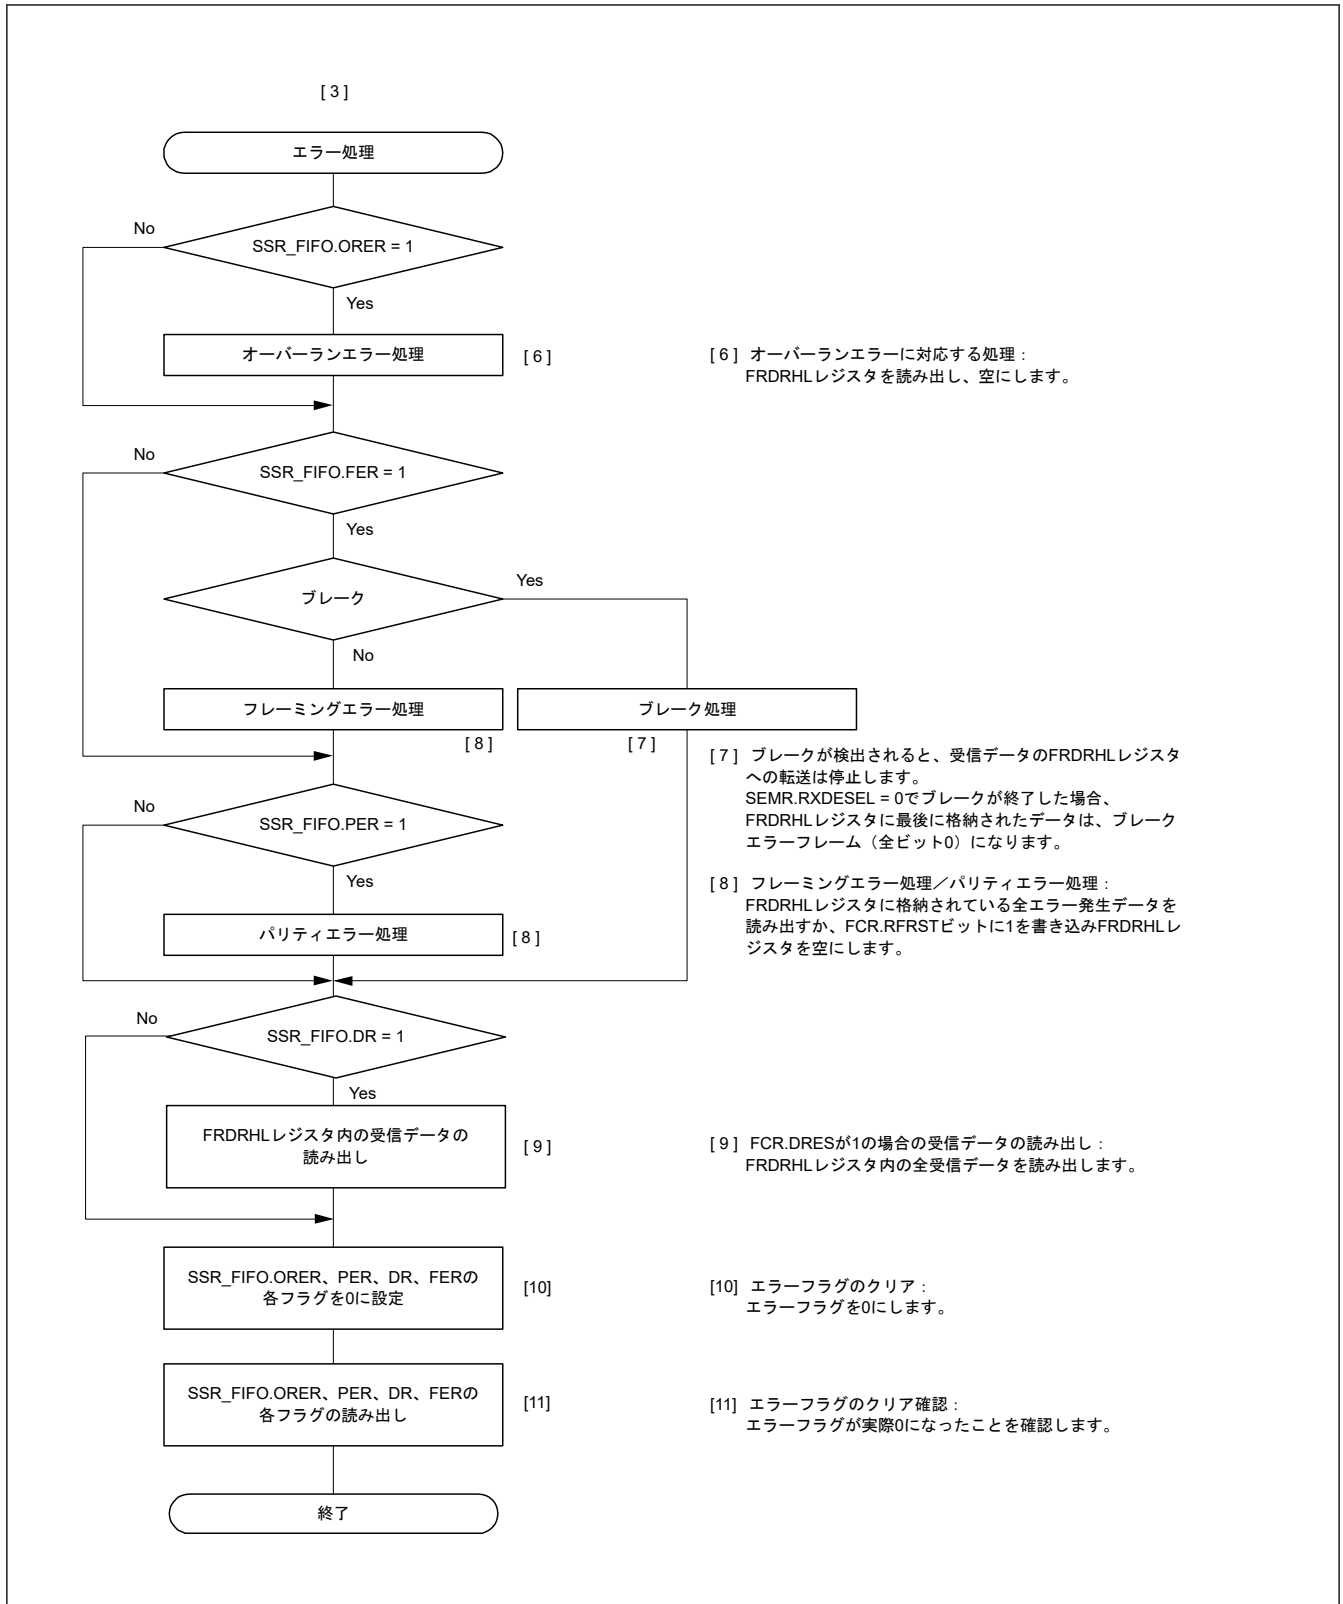 [ 3 ]
エラー処理
No
SSR_FIFO.ORER = 1
Yes
オーバーランエラー処理
[ 6 ]
[ 6 ] オーバーランエラーに対応する処理：
FRDRHLレジスタを読み出し、空にします。
No
SSR_FIFO.FER = 1
Yes
ブレーク
Yes
No
フレーミングエラー処理
ブレーク処理
[ 8 ]
[ 7 ]
[ 7 ] ブレークが検出されると、受信データのFRDRHLレジスタ
への転送は停止します。
SEMR.RXDESEL = 0でブレークが終了した場合、
FRDRHLレジスタに最後に格納されたデータは、ブレーク
エラーフレーム（全ビット0）になります。
No
SSR_FIFO.PER = 1
Yes
パリティエラー処理
[ 8 ]
[ 8 ] フレーミングエラー処理／パリティエラー処理：
FRDRHLレジスタに格納されている全エラー発生データを
読み出すか、FCR.RFRSTビットに1を書き込みFRDRHLレ
ジスタを空にします。
No
SSR_FIFO.DR = 1
Yes
FRDRHLレジスタ内の受信データの
読み出し
[ 9 ]
[ 9 ] FCR.DRESが1の場合の受信データの読み出し：
FRDRHLレジスタ内の全受信データを読み出します。
SSR_FIFO.ORER、PER、DR、FERの
各フラグを0に設定
[10]
[10] エラーフラグのクリア：
エラーフラグを0にします。
SSR_FIFO.ORER、PER、DR、FERの
各フラグの読み出し
[11]
[11] エラーフラグのクリア確認：
エラーフラグが実際0になったことを確認します。
終了